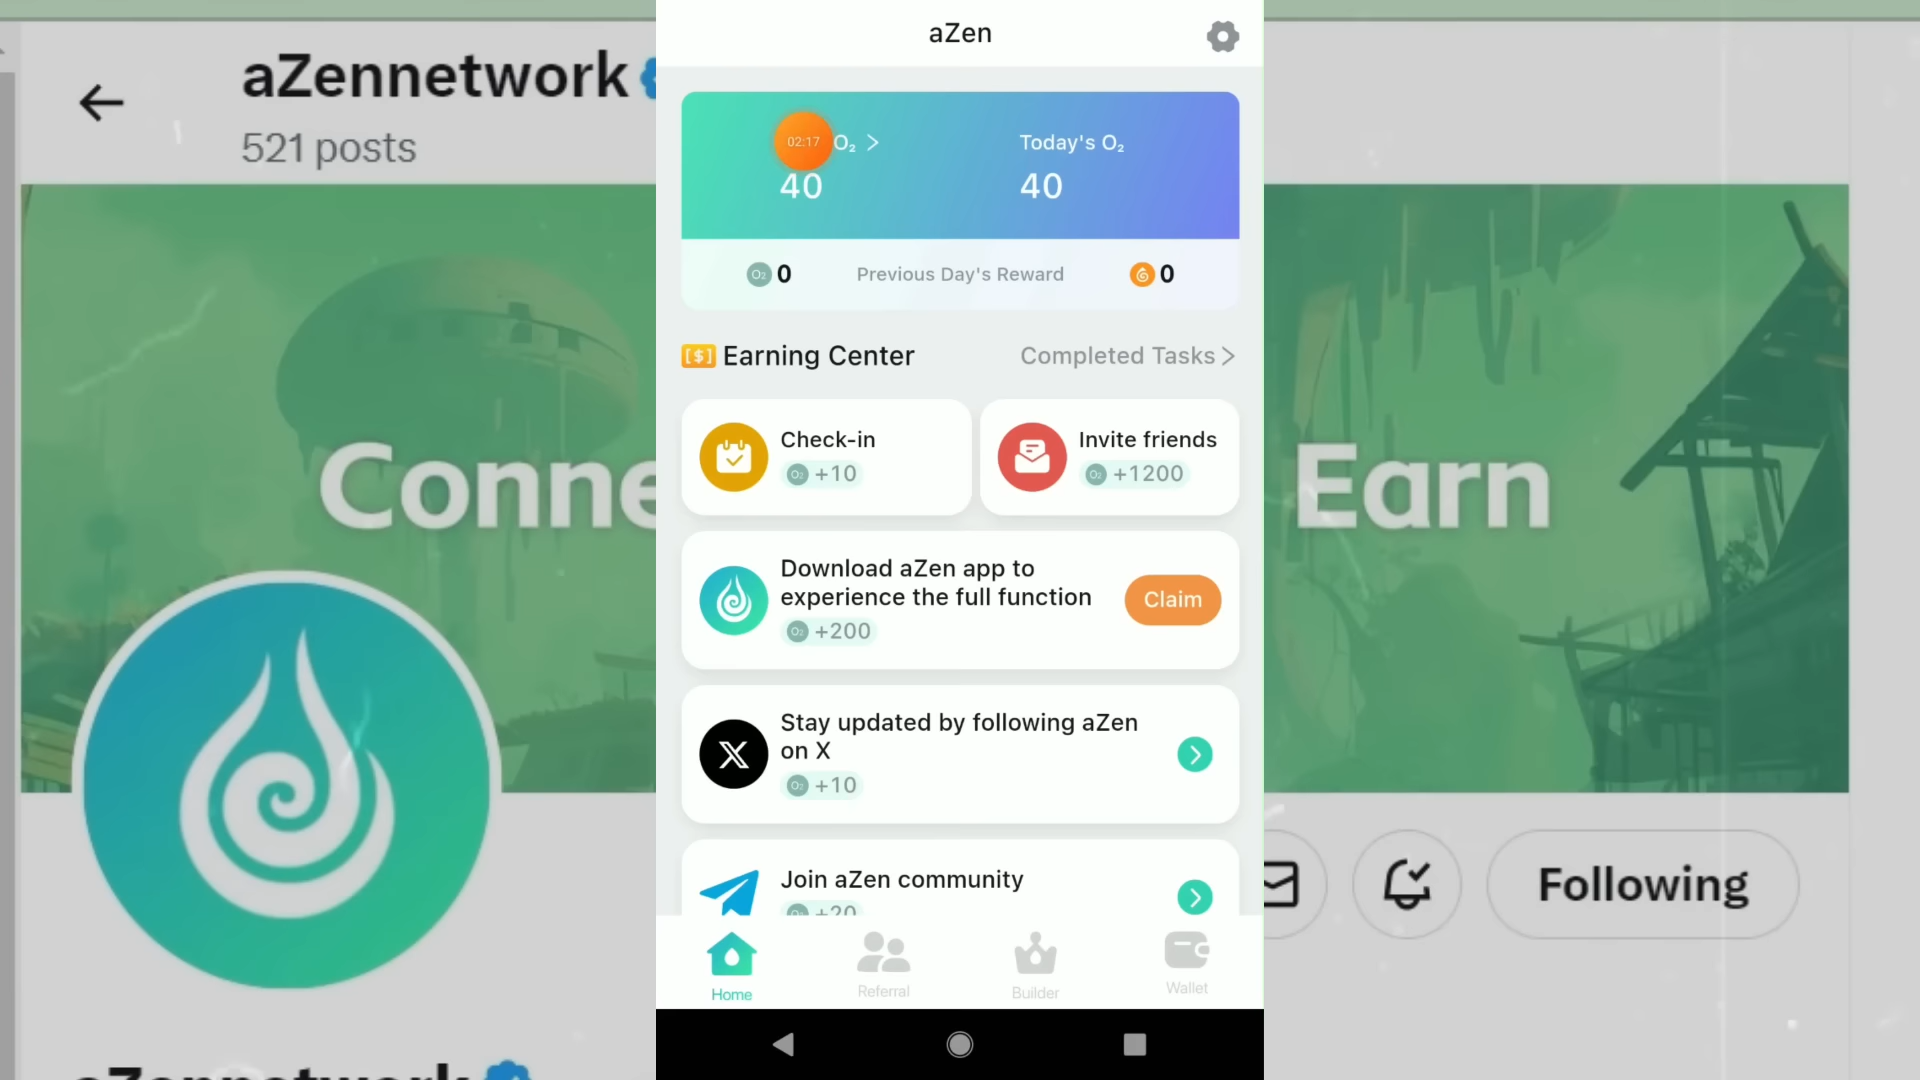 aZennetwork
521 posts
Conne
Earn
Following
aZennetwork
aZen
02:17
O₂ >
40
Today's O₂
40
O₂ 0
Previous Day's Reward
0
[$] Earning Center
Completed Tasks >
Check-in
O₂ +10
Invite friends
O₂ +1200
Download aZen app to
experience the full function
O₂ +200
Claim
Stay updated by following aZen
on X
O₂ +10
Join aZen community
O₂ +20
Home
Referral
Builder
Wallet